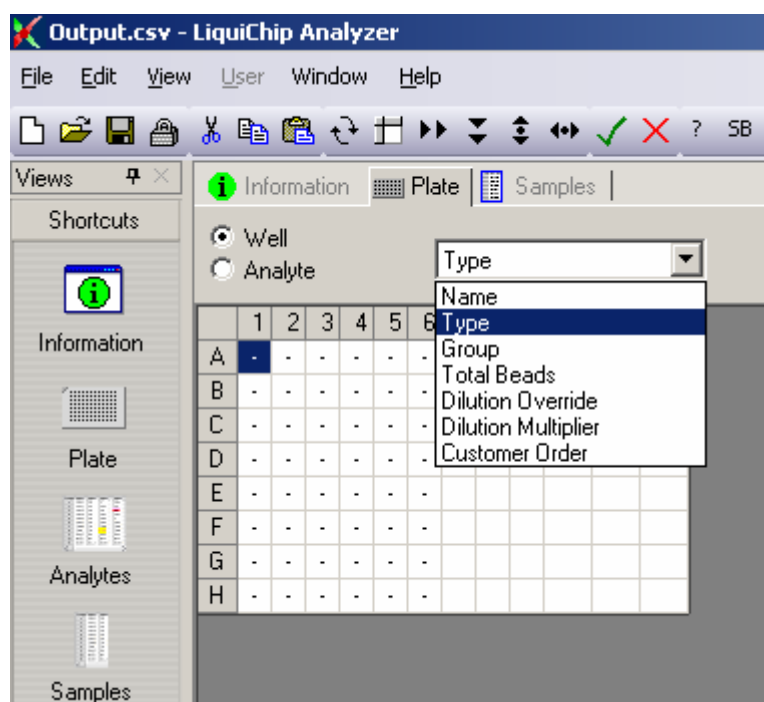 Output.csv - LiquiChip Analyzer
File Edit View User Window Help
? SB
Views
Shortcuts
Information
Plate
Analytes
Samples
Information Plate Samples
Well
Analyte
Type
Name
Type
Group
Total Beads
Dilution Override
Dilution Multiplier
Customer Order
1 2 3 4 5 6
A - - - - - -
B - - - - - -
C - - - - - -
D - - - - - -
E - - - - - -
F - - - - - -
G - - - - - -
H - - - - - -